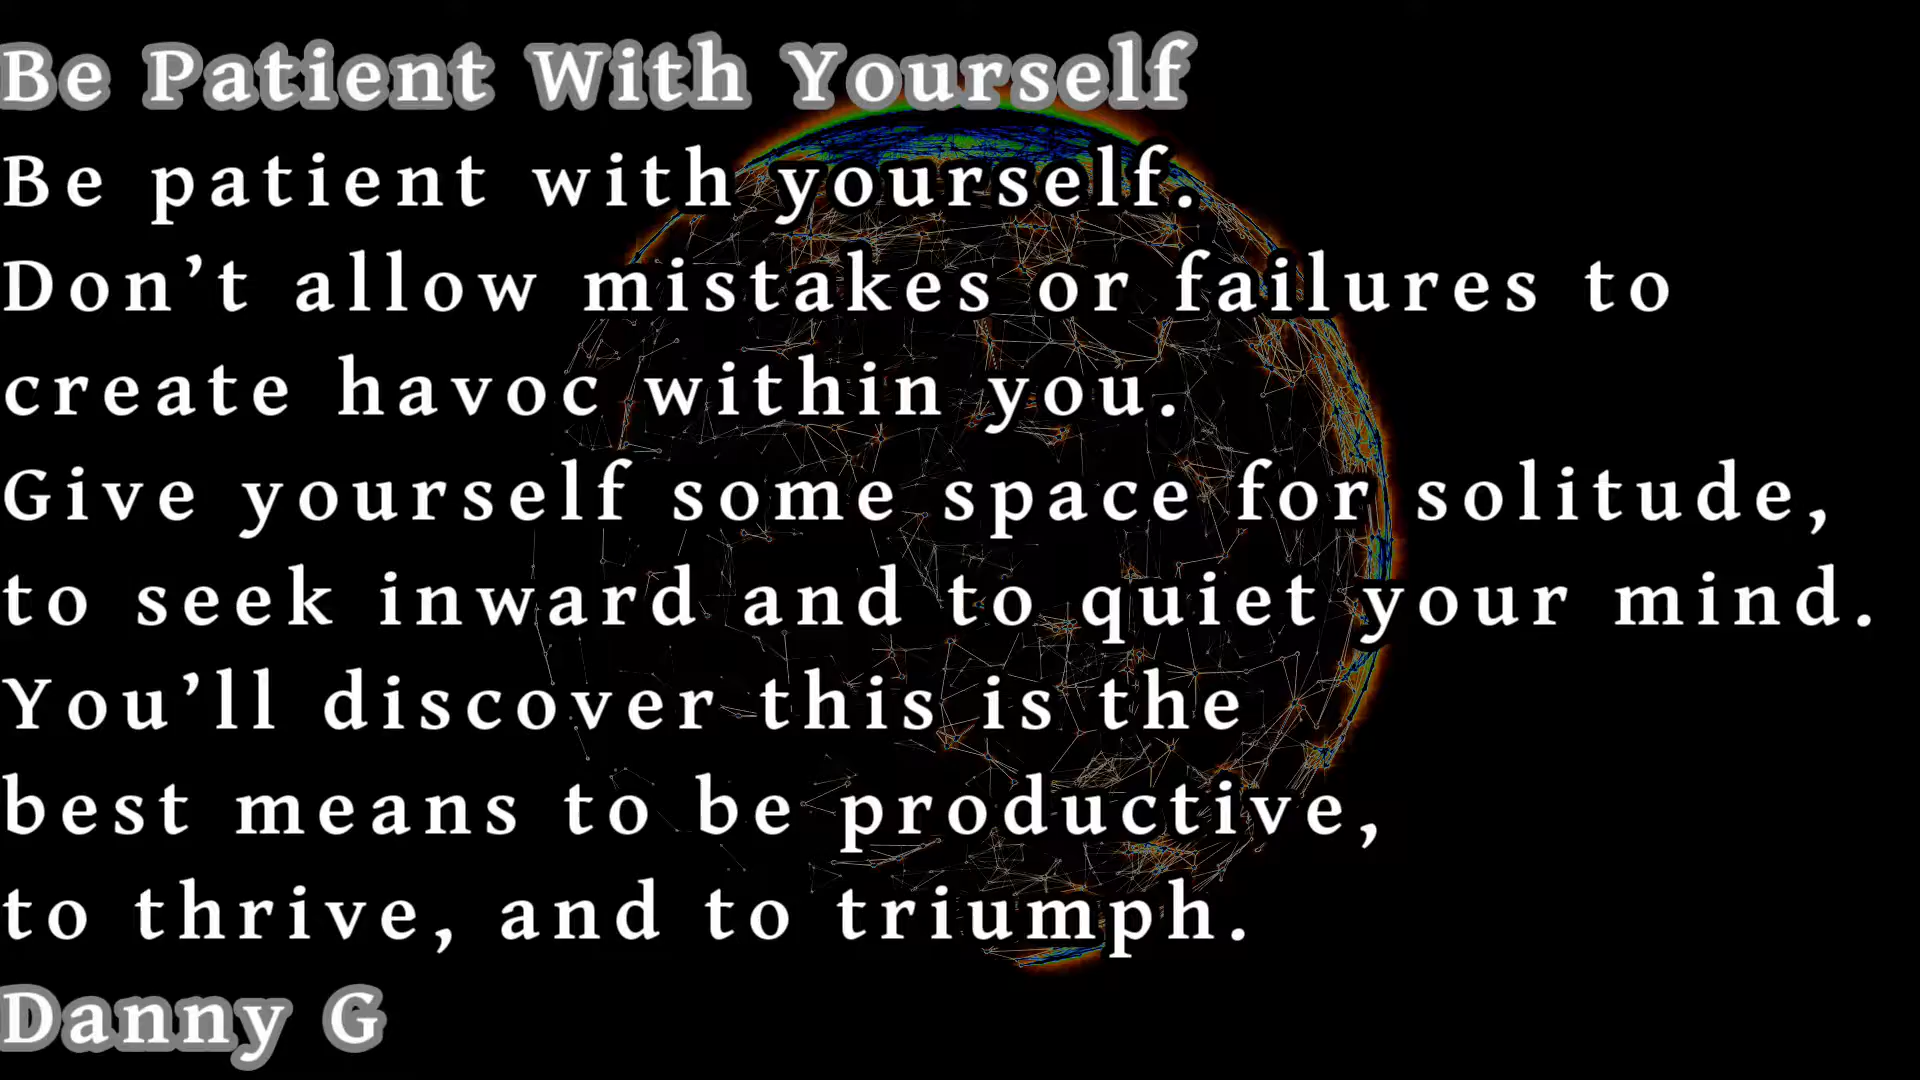 Be Patient With Yourself
Be patient with yourself.
Don’t allow mistakes or failures to
create havoc within you.
Give yourself some space for solitude,
to seek inward and to quiet your mind.
You’ll discover this is the
best means to be productive,
to thrive, and to triumph.
Danny G